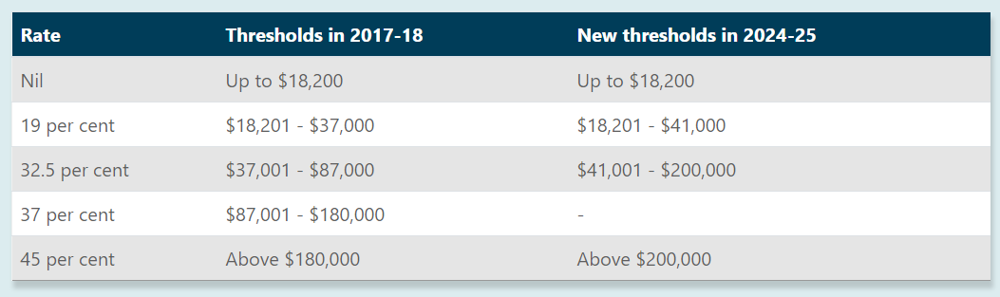 Rate Thresholds in 2017-18 New thresholds in 2024-25
Nil Up to $18,200 Up to $18,200
19 per cent $18,201 - $37,000 $18,201 - $41,000
32.5 per cent $37,001 - $87,000 $41,001 - $200,000
37 per cent $87,001 - $180,000 -
45 per cent Above $180,000 Above $200,000